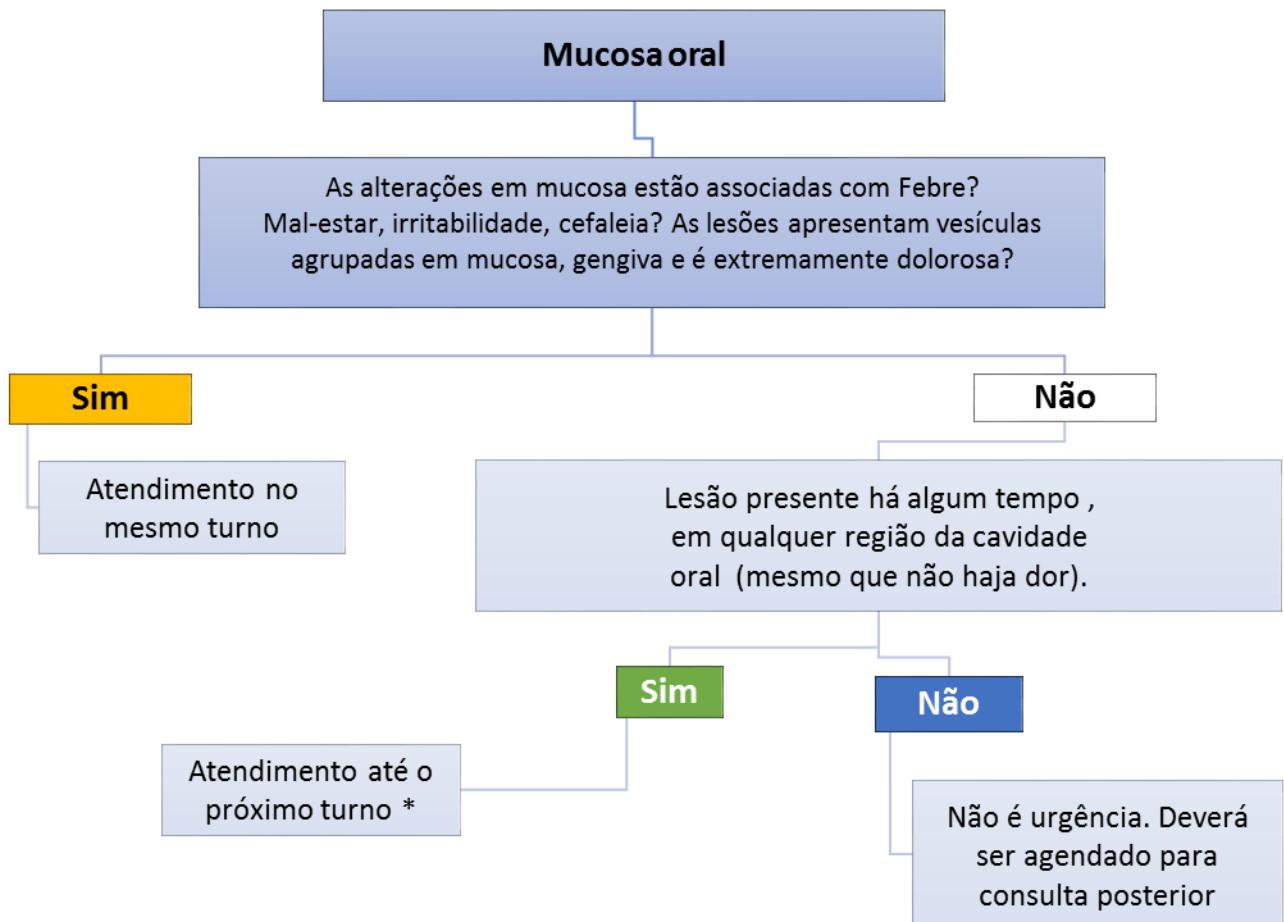 Mucosa oral
As alterações em mucosa estão associadas com Febre?
Mal-estar, irritabilidade, cefaleia? As lesões apresentam vesículas
agrupadas em mucosa, gengiva e é extremamente dolorosa?
Sim
Não
Atendimento no
mesmo turno
Lesão presente há algum tempo ,
em qualquer região da cavidade
oral (mesmo que não haja dor).
Sim
Não
Atendimento até o
próximo turno *
Não é urgência. Deverá
ser agendado para
consulta posterior